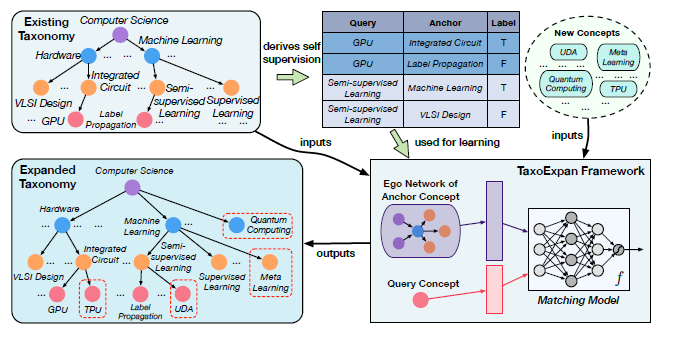 Existing
Taxonomy
Computer Science
Hardware
Machine Learning
...
...
Integrated
Circuit
VLSI Design
...
GPU
Label
Propagation
...
Semi-
supervised
Learning
Supervised
Learning
...
derives self
supervision
Query
Anchor
Label
GPU
Integrated Circuit
T
GPU
Label Propagation
F
Semi-supervised
Learning
Machine Learning
T
Semi-supervised
Learning
VLSI Design
F
New Concepts
UDA
Meta
Learning
... ... ...
Quantum
Computing
TPU
... ... ...
inputs
used for learning
inputs
Expanded
Taxonomy
Computer Science
Hardware
...
Machine
Learning
...
Quantum
Computing
Integrated
Circuit
Semi-
supervised
Learning
VLSI Design
...
...
Supervised
Learning
Meta
Learning
...
GPU
TPU
...
Label
Propagation
UDA
outputs
TaxoExpan Framework
Ego Network of
Anchor Concept
Query Concept
f
Matching Model